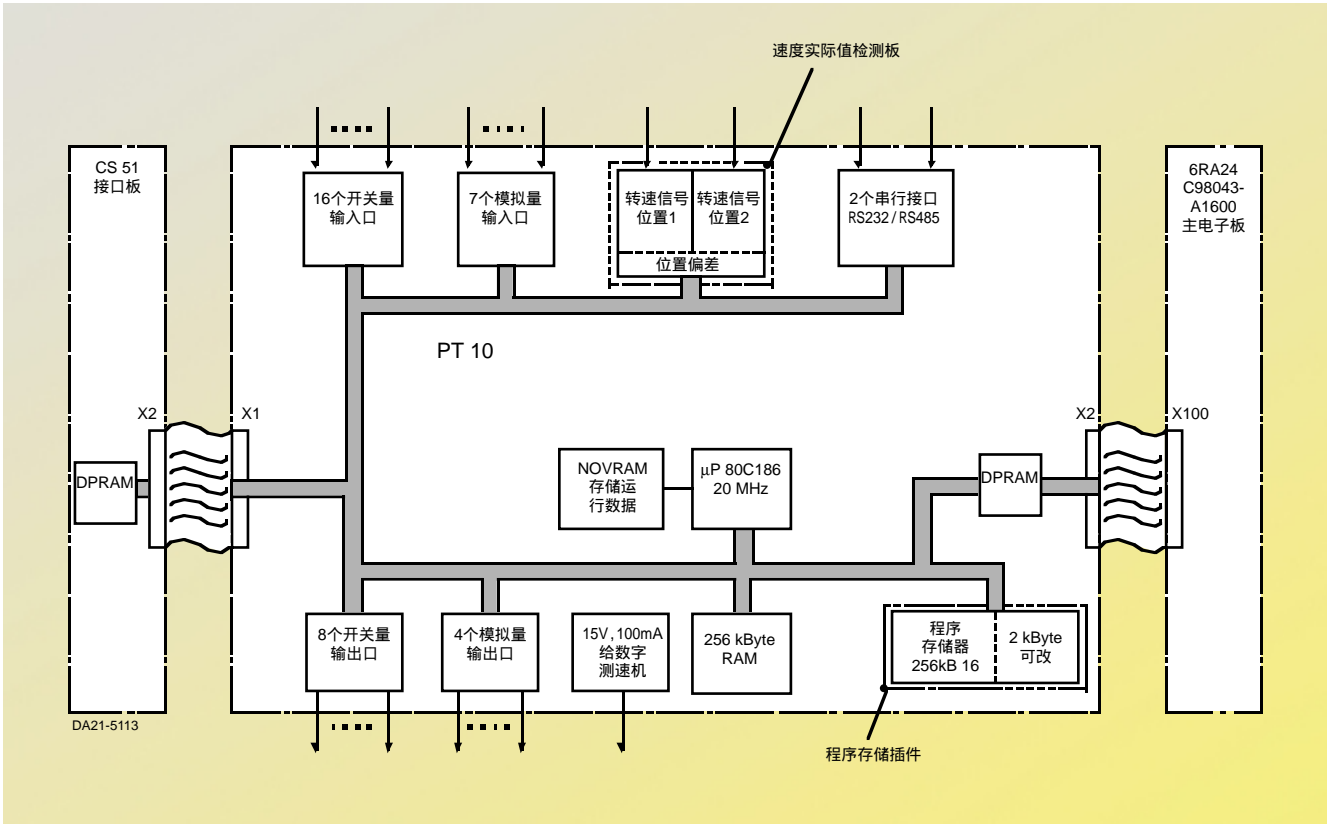 速度实际值检测板
CS 51
接口板
16个开关量
输入口
7个模拟量
输入口
转速信号
位置1
转速信号
位置2
位置偏差
2个串行接口
RS232/RS485
6RA24
C98043-
A1600
主电子板
PT 10
X2
X1
X2
X100
DPRAM
NOVRAM
存储运
行数据
μP 80C186
20 MHz
DPRAM
8个开关量
输出口
4个模拟量
输出口
15V,100mA
给数字
测速机
256 kByte
RAM
程序
存储器
256kB 16
2 kByte
可改
DA21-5113
程序存储插件